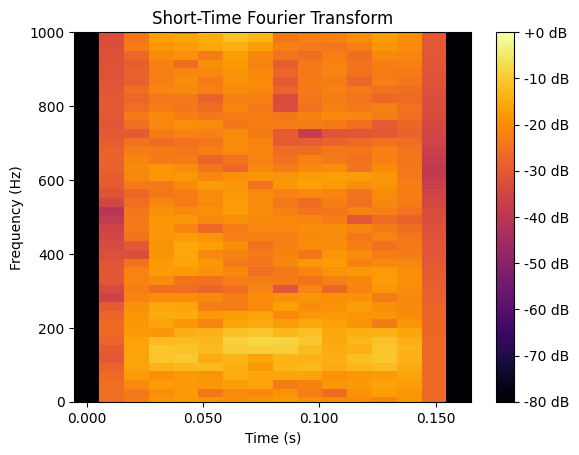 Short-Time Fourier Transform
1000
800
600
400
200
0
Frequency (Hz)
0.000
0.050
0.100
0.150
Time (s)
+0 dB
-10 dB
-20 dB
-30 dB
-40 dB
-50 dB
-60 dB
-70 dB
-80 dB